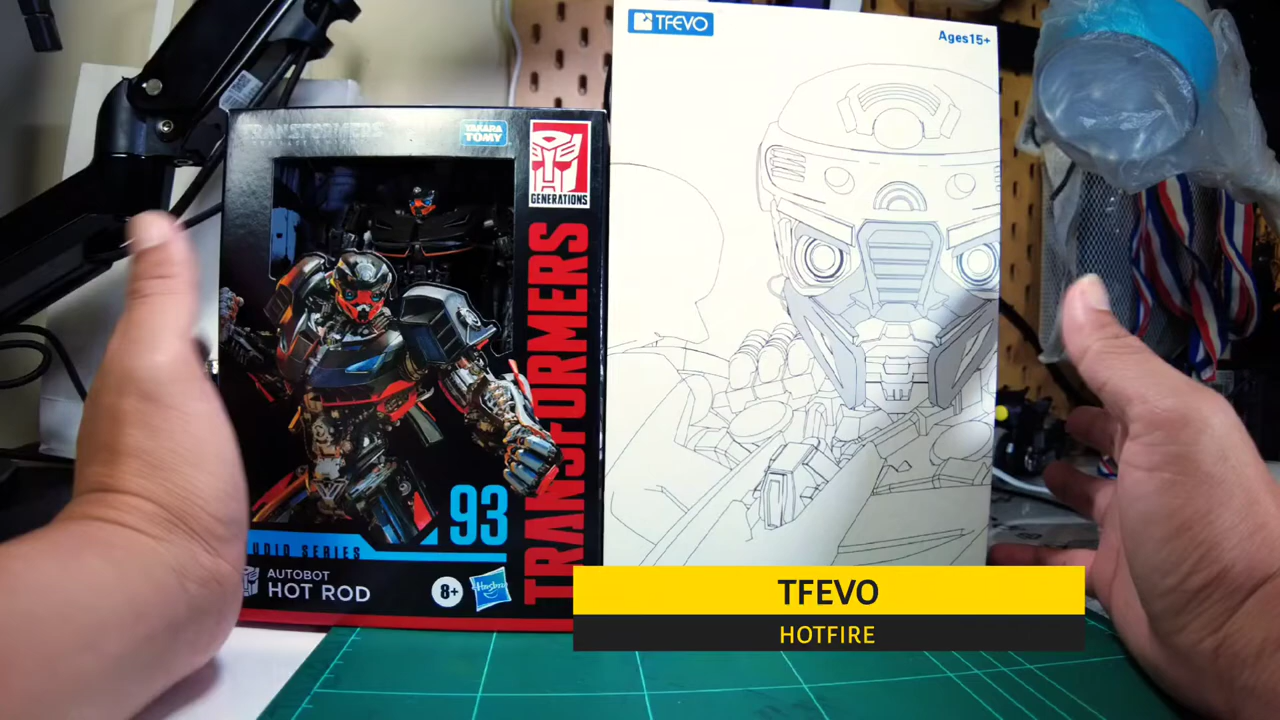 TFEVO
Ages15+
TRANSFORMERS
TAKARA
TOMY
GENERATIONS
TRANSFORMERS
93
UDIO SERIES
AUTOBOT
HOT ROD
8+
Hasbro
TFEVO
HOTFIRE